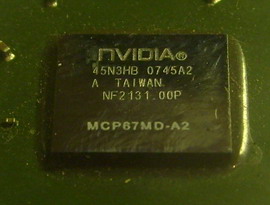 NVIDIA®
45N3HB 0745A2
A TAIWAN
NF2131.00P
MCP67MD-A2